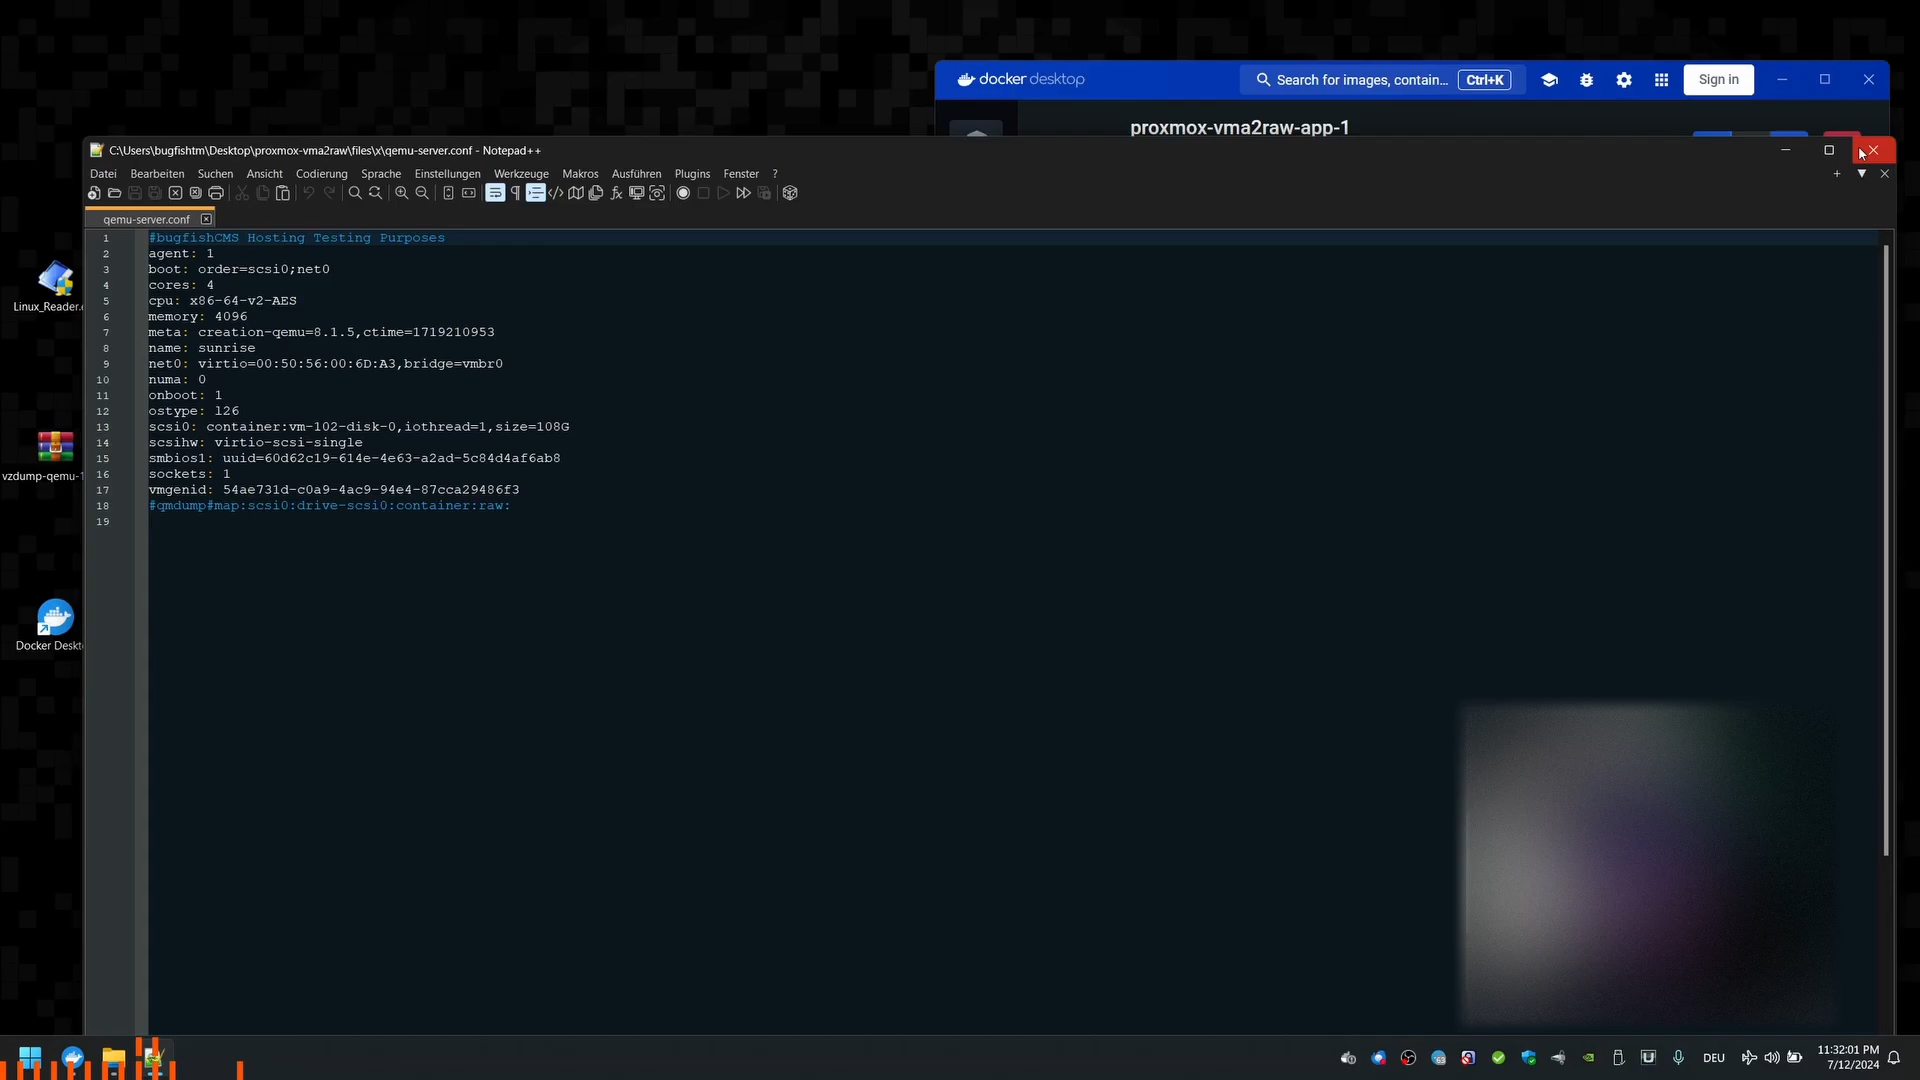 docker desktop
Search for images, contain... Ctrl+K
Sign in
proxmox-vma2raw-app-1
C:\Users\bugfishtm\Desktop\proxmox-vma2raw\files\x\qemu-server.conf - Notepad++
Datei Bearbeiten Suchen Ansicht Codierung Sprache Einstellungen Werkzeuge Makros Ausführen Plugins Fenster ?
qemu-server.conf
1 #bugfishCMS Hosting Testing Purposes
2 agent: 1
3 boot: order=scsi0;net0
4 cores: 4
5 cpu: x86-64-v2-AES
6 memory: 4096
7 meta: creation-qemu=8.1.5,ctime=1719210953
8 name: sunrise
9 net0: virtio=00:50:56:00:6D:A3,bridge=vmbr0
10 numa: 0
11 onboot: 1
12 ostype: l26
13 scsi0: container:vm-102-disk-0,iothread=1,size=108G
14 scsihw: virtio-scsi-single
15 smbios1: uuid=60d62c19-614e-4e63-a2ad-5c84d4af6ab8
16 sockets: 1
17 vmgenid: 54ae731d-c0a9-4ac9-94e4-87cca29486f3
18 #qmdump#map:scsi0:drive-scsi0:container:raw:
19
Linux_Reader.
vzdump-qemu-
Docker Deskt
63
DEU
11:32:01 PM
7/12/2024